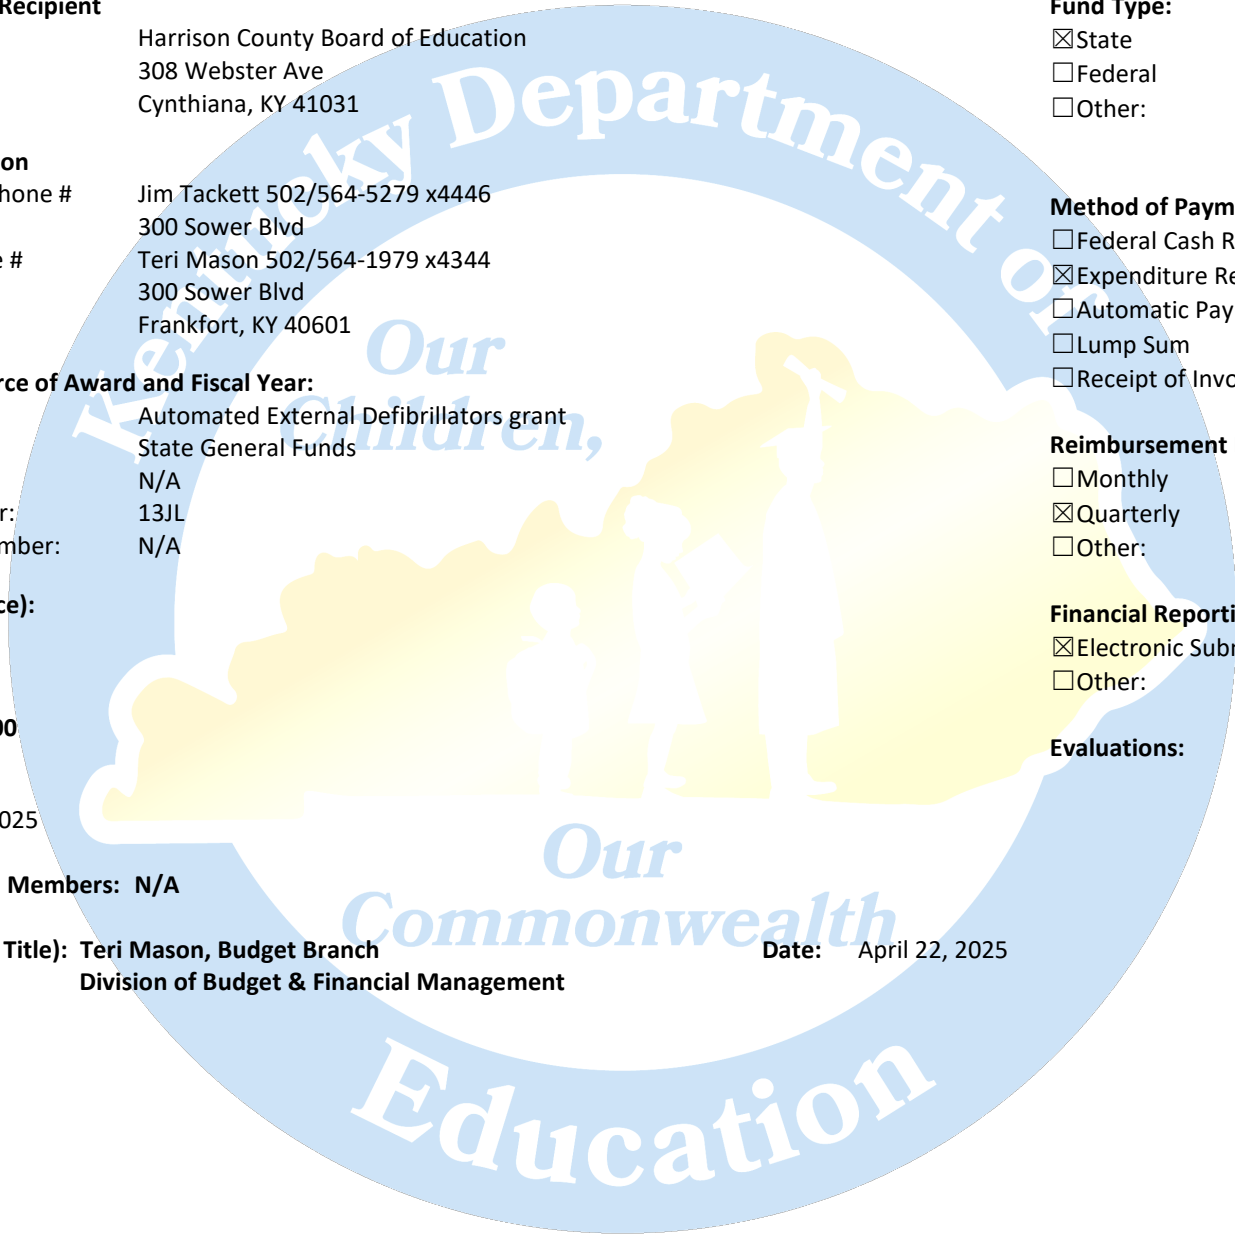 Recipient
Harrison County Board of Education
308 Webster Ave
Cynthiana, KY 41031
on
hone #
Jim Tackett 502/564-5279 x4446
300 Sower Blvd
e #
Teri Mason 502/564-1979 x4344
300 Sower Blvd
Frankfort, KY 40601
rce of Award and Fiscal Year:
Automated External Defibrillators grant
State General Funds
N/A
r:
13JL
mber:
N/A
ce):
00
025
Members: N/A
Title): Teri Mason, Budget Branch
Division of Budget & Financial Management
Date: April 22, 2025
Fund Type:
☒State
☐Federal
☐Other:
Method of Paym
☐Federal Cash R
☒Expenditure Re
☐Automatic Pay
☐Lump Sum
☐Receipt of Invo
Reimbursement
☐Monthly
☒Quarterly
☐Other:
Financial Reporti
☒Electronic Subr
☐Other:
Evaluations:
Kentucky Department of
Education
Our
Children,
Our
Commonwealth